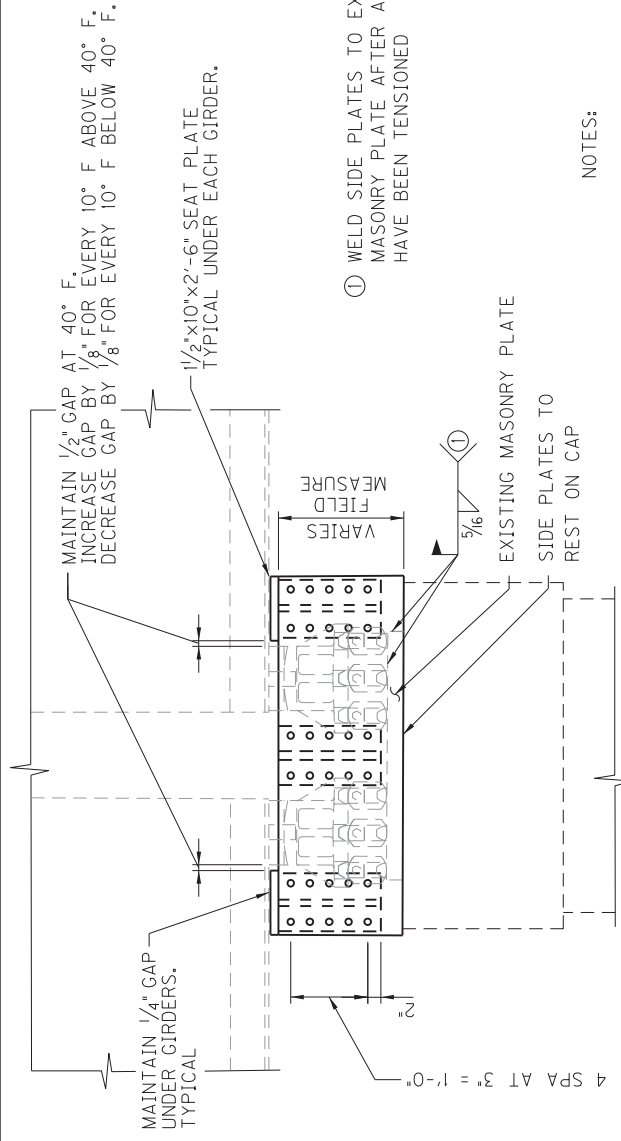 MAINTAIN 1/2" GAP AT 40° F.
INCREASE GAP BY 1/8" FOR EVERY 10° F ABOVE 40° F.
DECREASE GAP BY 1/8" FOR EVERY 10° F BELOW 40° F.
1 1/2"x10"x2'-6" SEAT PLATE
TYPICAL UNDER EACH GIRDER.
MAINTAIN 1/4" GAP
UNDER GIRDERS.
TYPICAL
VARIES
FIELD
MEASURE
5/16
1
EXISTING MASONRY PLATE
SIDE PLATES TO
REST ON CAP
2"
4 SPA AT 3" = 1'-0"
1 WELD SIDE PLATES TO EX
MASONRY PLATE AFTER A
HAVE BEEN TENSIONED
NOTES: